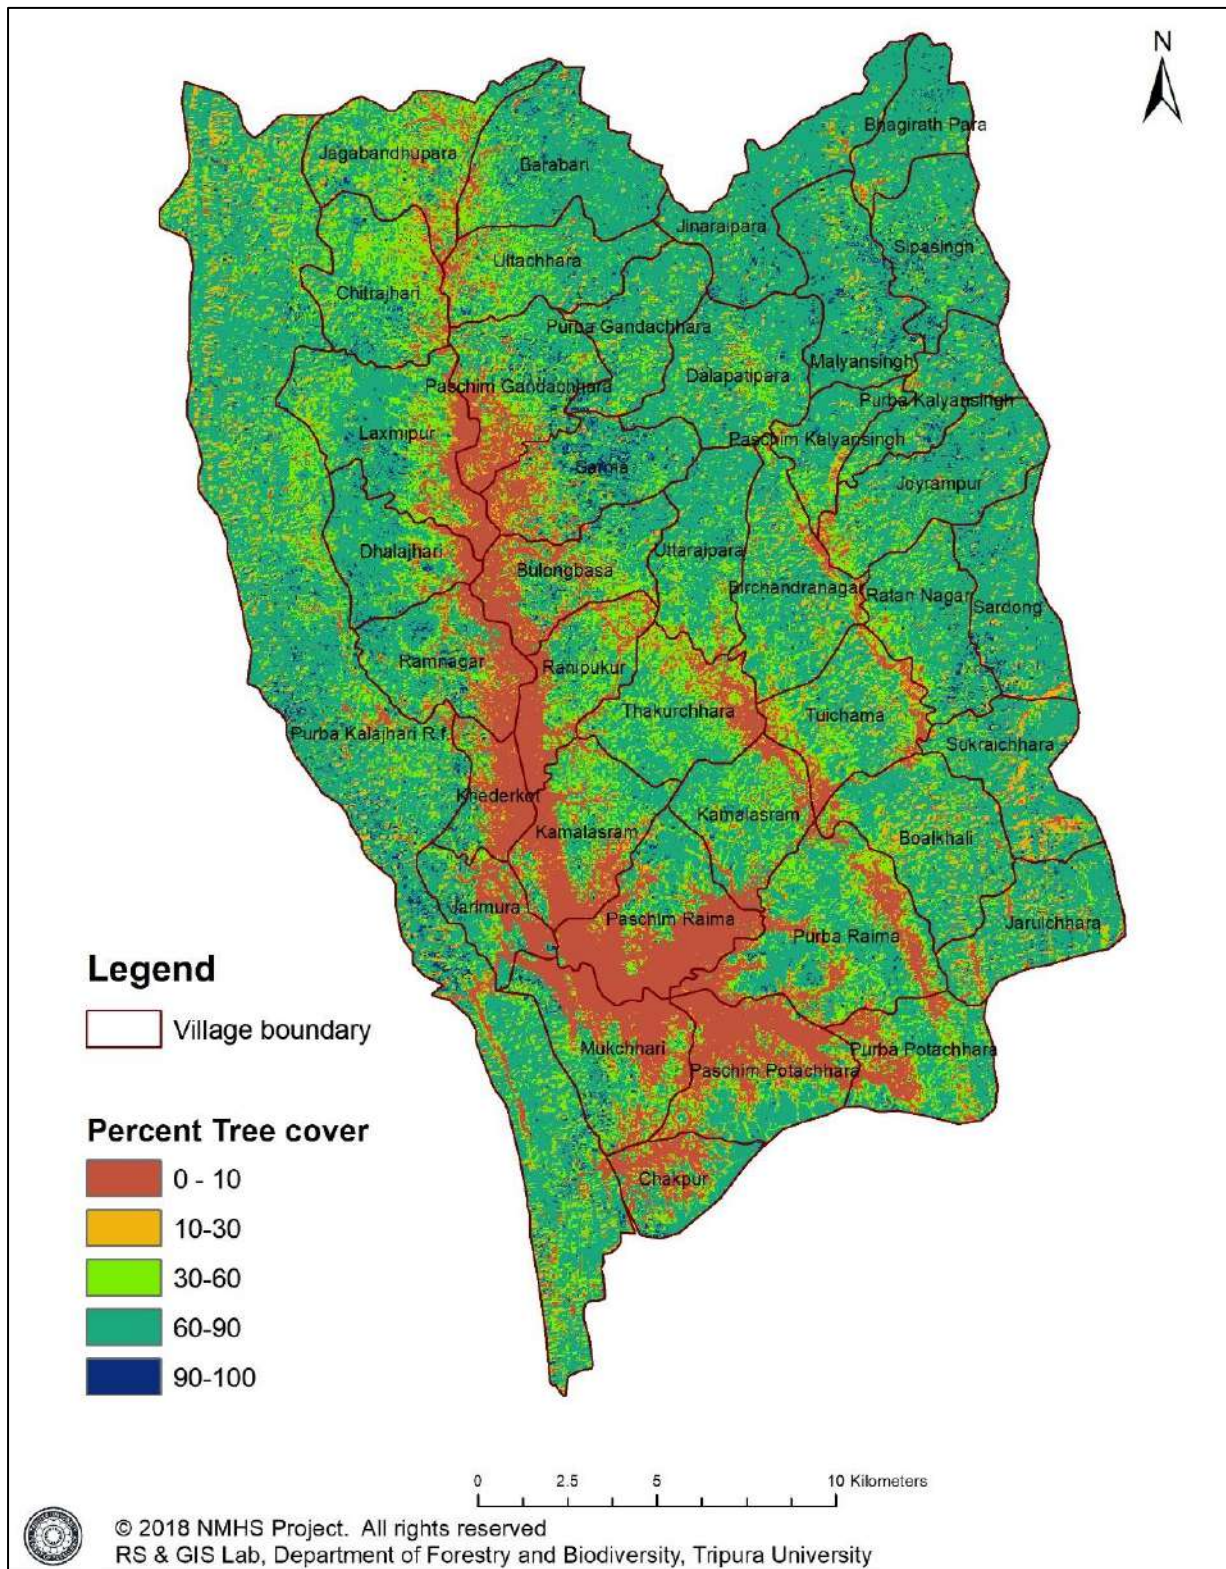 N
Bhagirath Para
Jagabandhupara
Barabari
Jinaraipara
Sipasingh
Uttachhara
Chitrajhari
Purba Gandachhara
Malyansingh
Dalapatipara
Paschim Gandachhara
Purba Kalyansingh
Laxmipur
Paschim Kalyansingh
Sarma
Joyrampur
Dhalajhari
Uttaraipara
Bulongbasa
Birchandranagar
Ratan Nagar
Sardong
Ramnagar
Ranipukur
Thakurchhara
Tuichama
Purba Kalajhari R.f.
Sukraichhara
Khederkot
Kamalasram
Kamalasram
Boalkhali
Jarimura
Paschim Raima
Purba Raima
Jaruichhara
Mukchhari
Purba Potachhara
Paschim Potachhara
Chakpur
Legend
Village boundary
Percent Tree cover
0 - 10
10-30
30-60
60-90
90-100
0 2.5 5 10 Kilometers
© 2018 NMHS Project. All rights reserved
RS & GIS Lab, Department of Forestry and Biodiversity, Tripura University